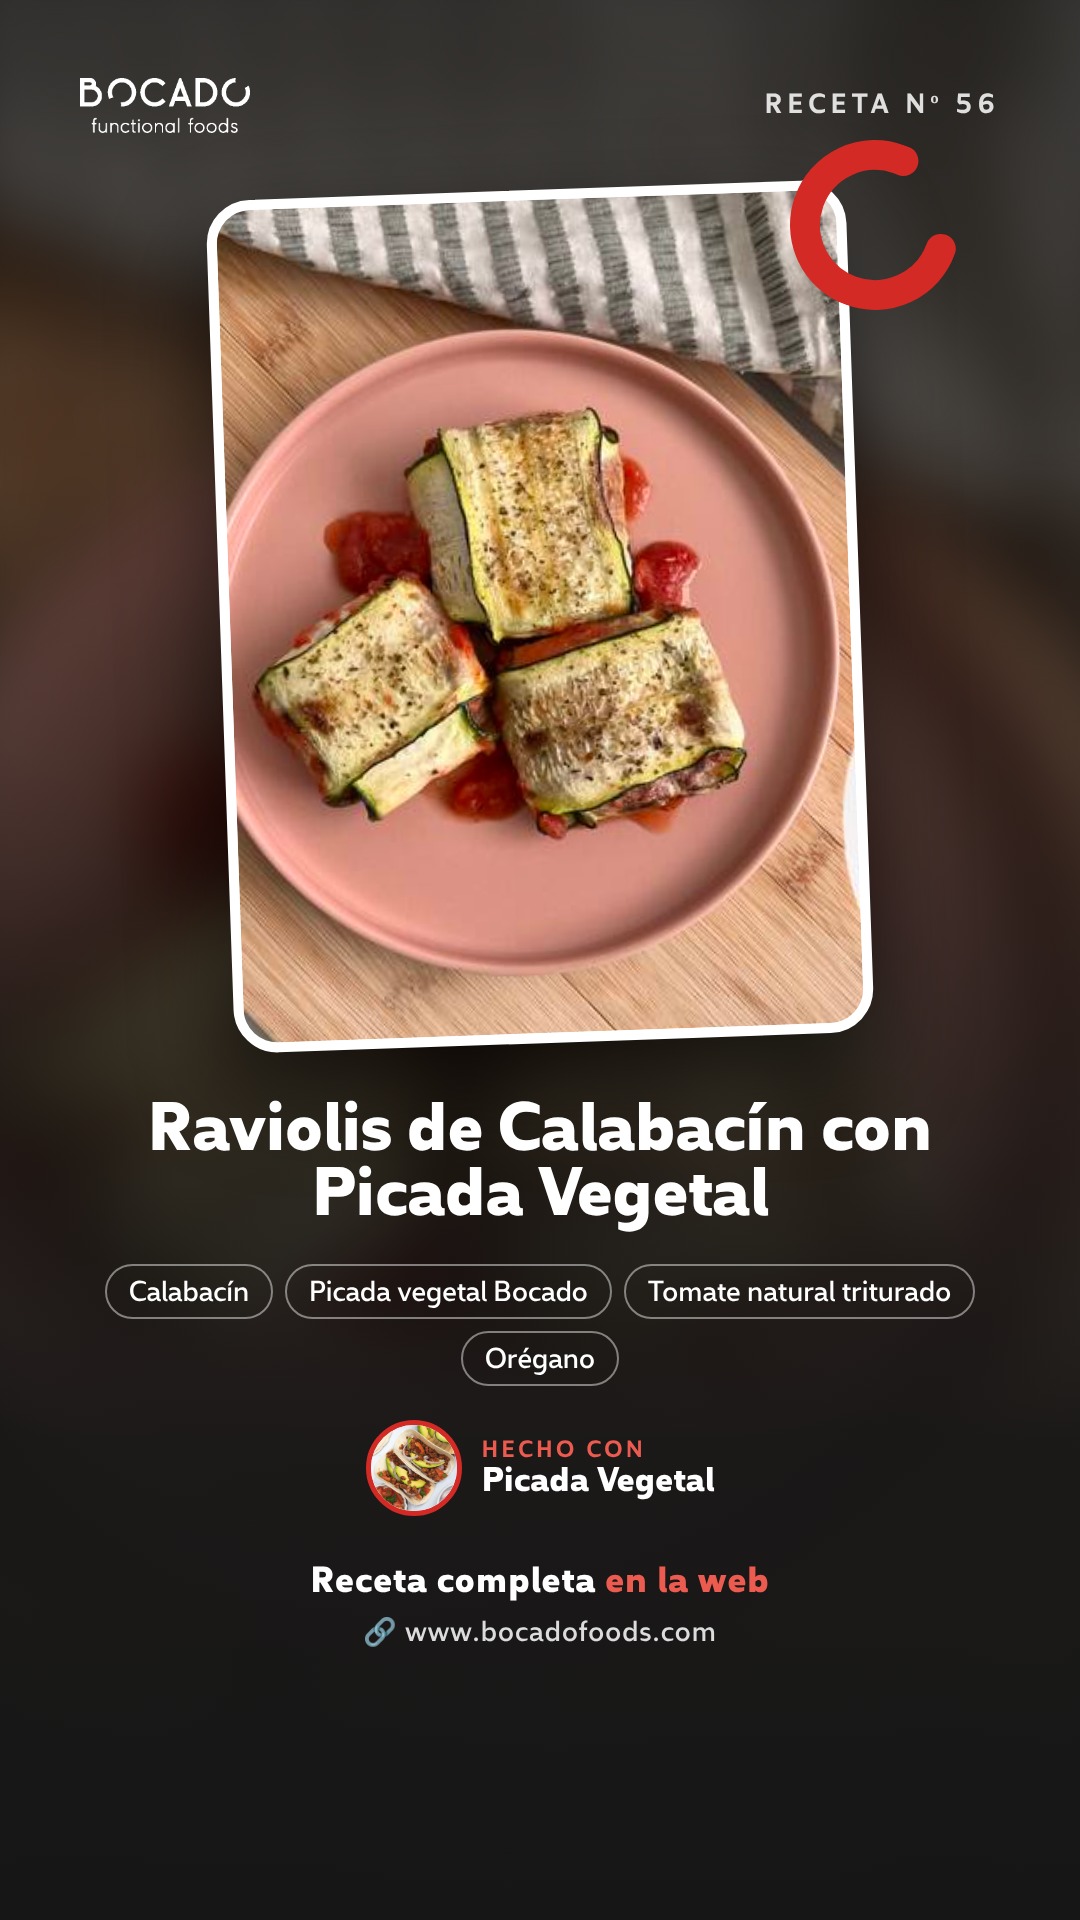 BOCADO
functional foods
RECETA Nº 56
Raviolis de Calabacín con
Picada Vegetal
Calabacín
Picada vegetal Bocado
Tomate natural triturado
Orégano
HECHO CON
Picada Vegetal
Receta completa en la web
www.bocadofoods.com